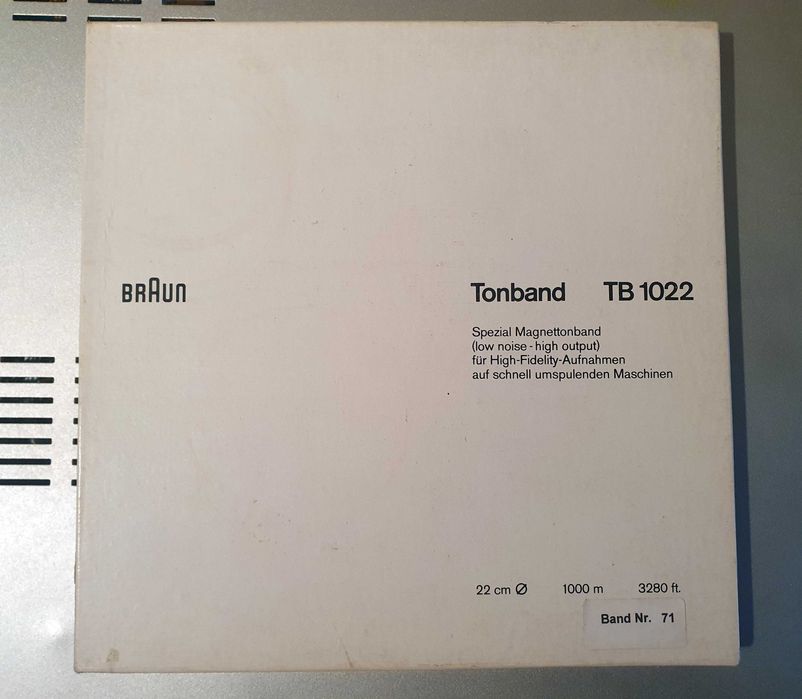 BRAUN
Tonband TB 1022
Spezial Magnettonband
(low noise - high output)
für High-Fidelity-Aufnahmen
auf schnell umspulenden Maschinen
22 cm Ø 1000 m 3280 ft.
Band Nr. 71